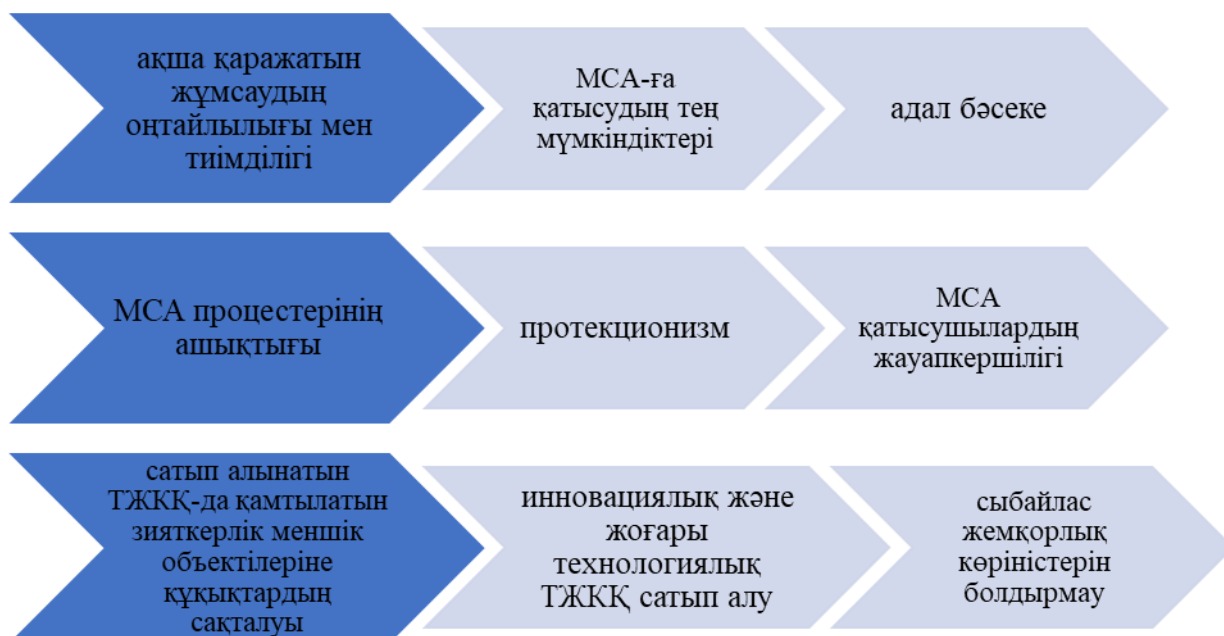 ақша қаражатын
жұмсаудың
оңтайлылығы мен
тиімділігі
МСА-ға
қатысудың тең
мүмкіндіктері
адал бәсеке
МСА процестерінің
ашықтығы
протекционизм
МСА
қатысушылардың
жауапкершілігі
сатып алынатын
ТЖКҚ-да қамтылатын
зияткерлік меншік
объектілеріне
құқықтардың
сақталуы
инновациялық және
жоғары
технологиялық
ТЖКҚ сатып алу
сыбайлас
жемқорлық
көріністерін
болдырмау